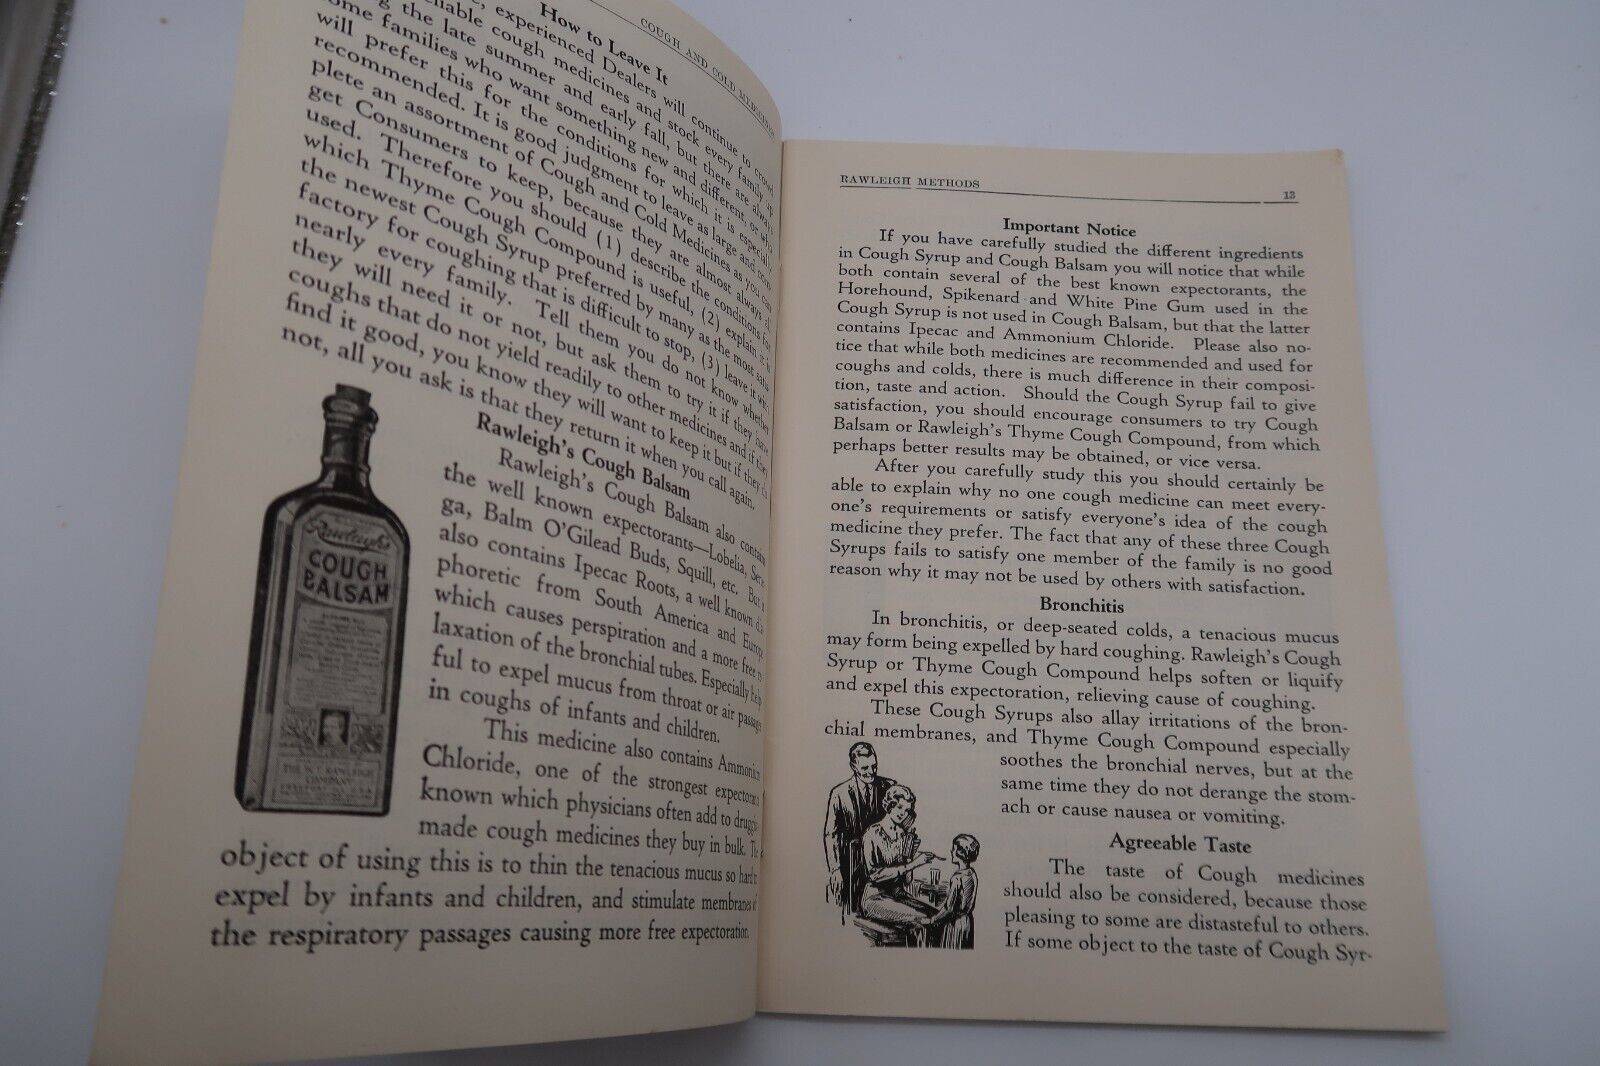 COUGH AND COLD MEDICINES
How to Leave It
experienced Dealers will continue to crowd
cough medicines and stock every family up
the late summer and early fall, but there are always
some families who want something new and different, or who
will prefer this for the conditions for which it is especially
recommended. It is good judgment to leave as large and com-
plete an assortment of Cough and Cold Medicines as you can
get Consumers to keep, because they are almost always all
used. Therefore you should (1) describe the conditions for
which Thyme Cough Compound is useful, (2) explain it is
the newest Cough Syrup preferred by many as the most satis-
factory for coughing that is difficult to stop, (3) leave it with
nearly every family. Tell them you do not know whether
they will need it or not, but ask them to try it if they have
coughs that do not yield readily to other medicines and if they
find it good, you know they will want to keep it but if they do
not, all you ask is that they return it when you call again.
Rawleigh's Cough Balsam
Rawleigh's Cough Balsam also contains
the well known expectorants—Lobelia, Sene-
ga, Balm O'Gilead Buds, Squill, etc. But it
also contains Ipecac Roots, a well known dia-
phoretic from South America and Europe
which causes perspiration and a more free re-
laxation of the bronchial tubes. Especially help-
ful to expel mucus from throat or air passages
in coughs of infants and children.
This medicine also contains Ammonium
Chloride, one of the strongest expectorants
known which physicians often add to druggist
made cough medicines they buy in bulk. The
object of using this is to thin the tenacious mucus so hard to
expel by infants and children, and stimulate membranes of
the respiratory passages causing more free expectoration.
Rawleigh's
COUGH
BALSAM
THE W. T. RAWLEIGH
COMPANY
RAWLEIGH METHODS
13
Important Notice
If you have carefully studied the different ingredients
in Cough Syrup and Cough Balsam you will notice that while
both contain several of the best known expectorants, the
Horehound, Spikenard and White Pine Gum used in the
Cough Syrup is not used in Cough Balsam, but that the latter
contains Ipecac and Ammonium Chloride. Please also no-
tice that while both medicines are recommended and used for
coughs and colds, there is much difference in their composi-
tion, taste and action. Should the Cough Syrup fail to give
satisfaction, you should encourage consumers to try Cough
Balsam or Rawleigh's Thyme Cough Compound, from which
perhaps better results may be obtained, or vice versa.
After you carefully study this you should certainly be
able to explain why no one cough medicine can meet every-
one's requirements or satisfy everyone's idea of the cough
medicine they prefer. The fact that any of these three Cough
Syrups fails to satisfy one member of the family is no good
reason why it may not be used by others with satisfaction.
Bronchitis
In bronchitis, or deep-seated colds, a tenacious mucus
may form being expelled by hard coughing. Rawleigh's Cough
Syrup or Thyme Cough Compound helps soften or liquify
and expel this expectoration, relieving cause of coughing.
These Cough Syrups also allay irritations of the bron-
chial membranes, and Thyme Cough Compound especially
soothes the bronchial nerves, but at the
same time they do not derange the stom-
ach or cause nausea or vomiting.
Agreeable Taste
The taste of Cough medicines
should also be considered, because those
pleasing to some are distasteful to others.
If some object to the taste of Cough Syr-